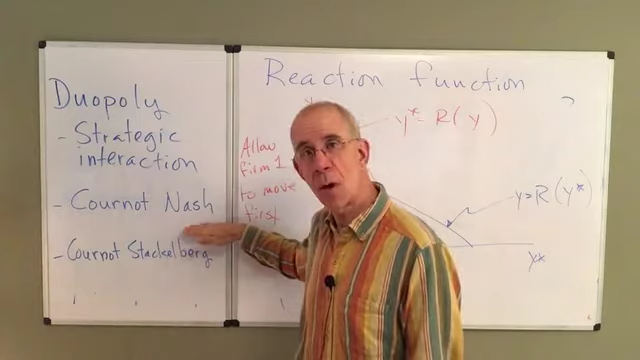 Duopoly
- Strategic
interaction
- Cournot Nash
- Cournot Stackelberg
Reaction function
y* = R(y)
Allow
firm 1
to move
first
y=R(y*)
y*